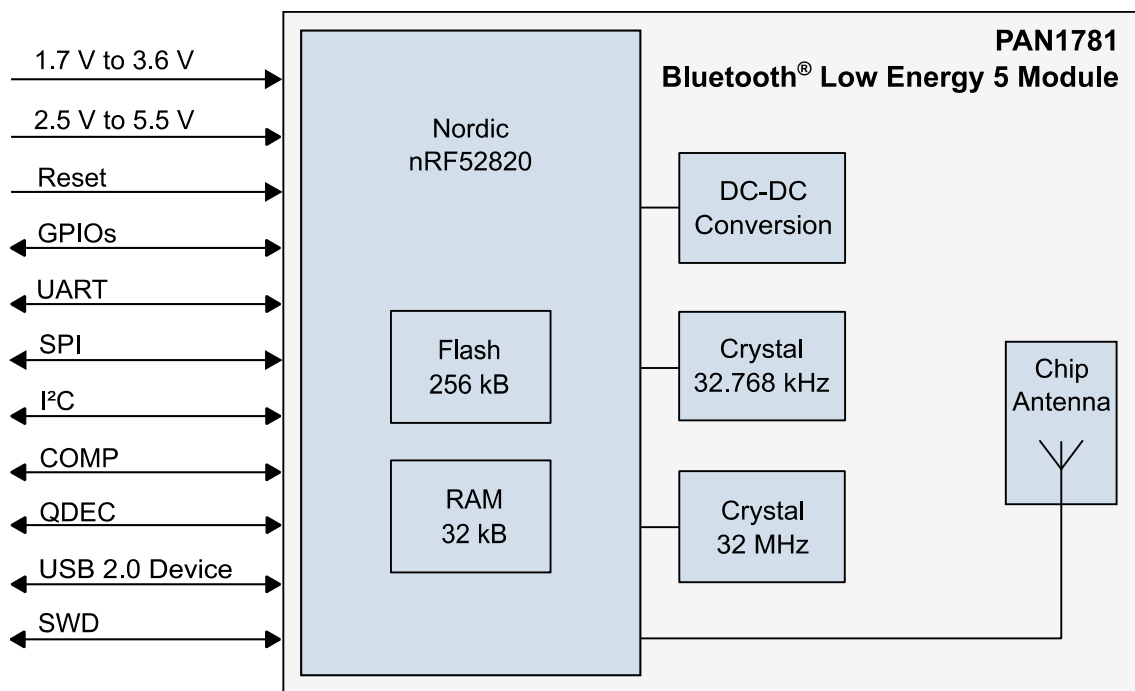 PAN1781
Bluetooth® Low Energy 5 Module
1.7 V to 3.6 V
2.5 V to 5.5 V
Reset
GPIOs
UART
SPI
I²C
COMP
QDEC
USB 2.0 Device
SWD
Nordic
nRF52820
Flash
256 kB
RAM
32 kB
DC-DC
Conversion
Crystal
32.768 kHz
Crystal
32 MHz
Chip
Antenna